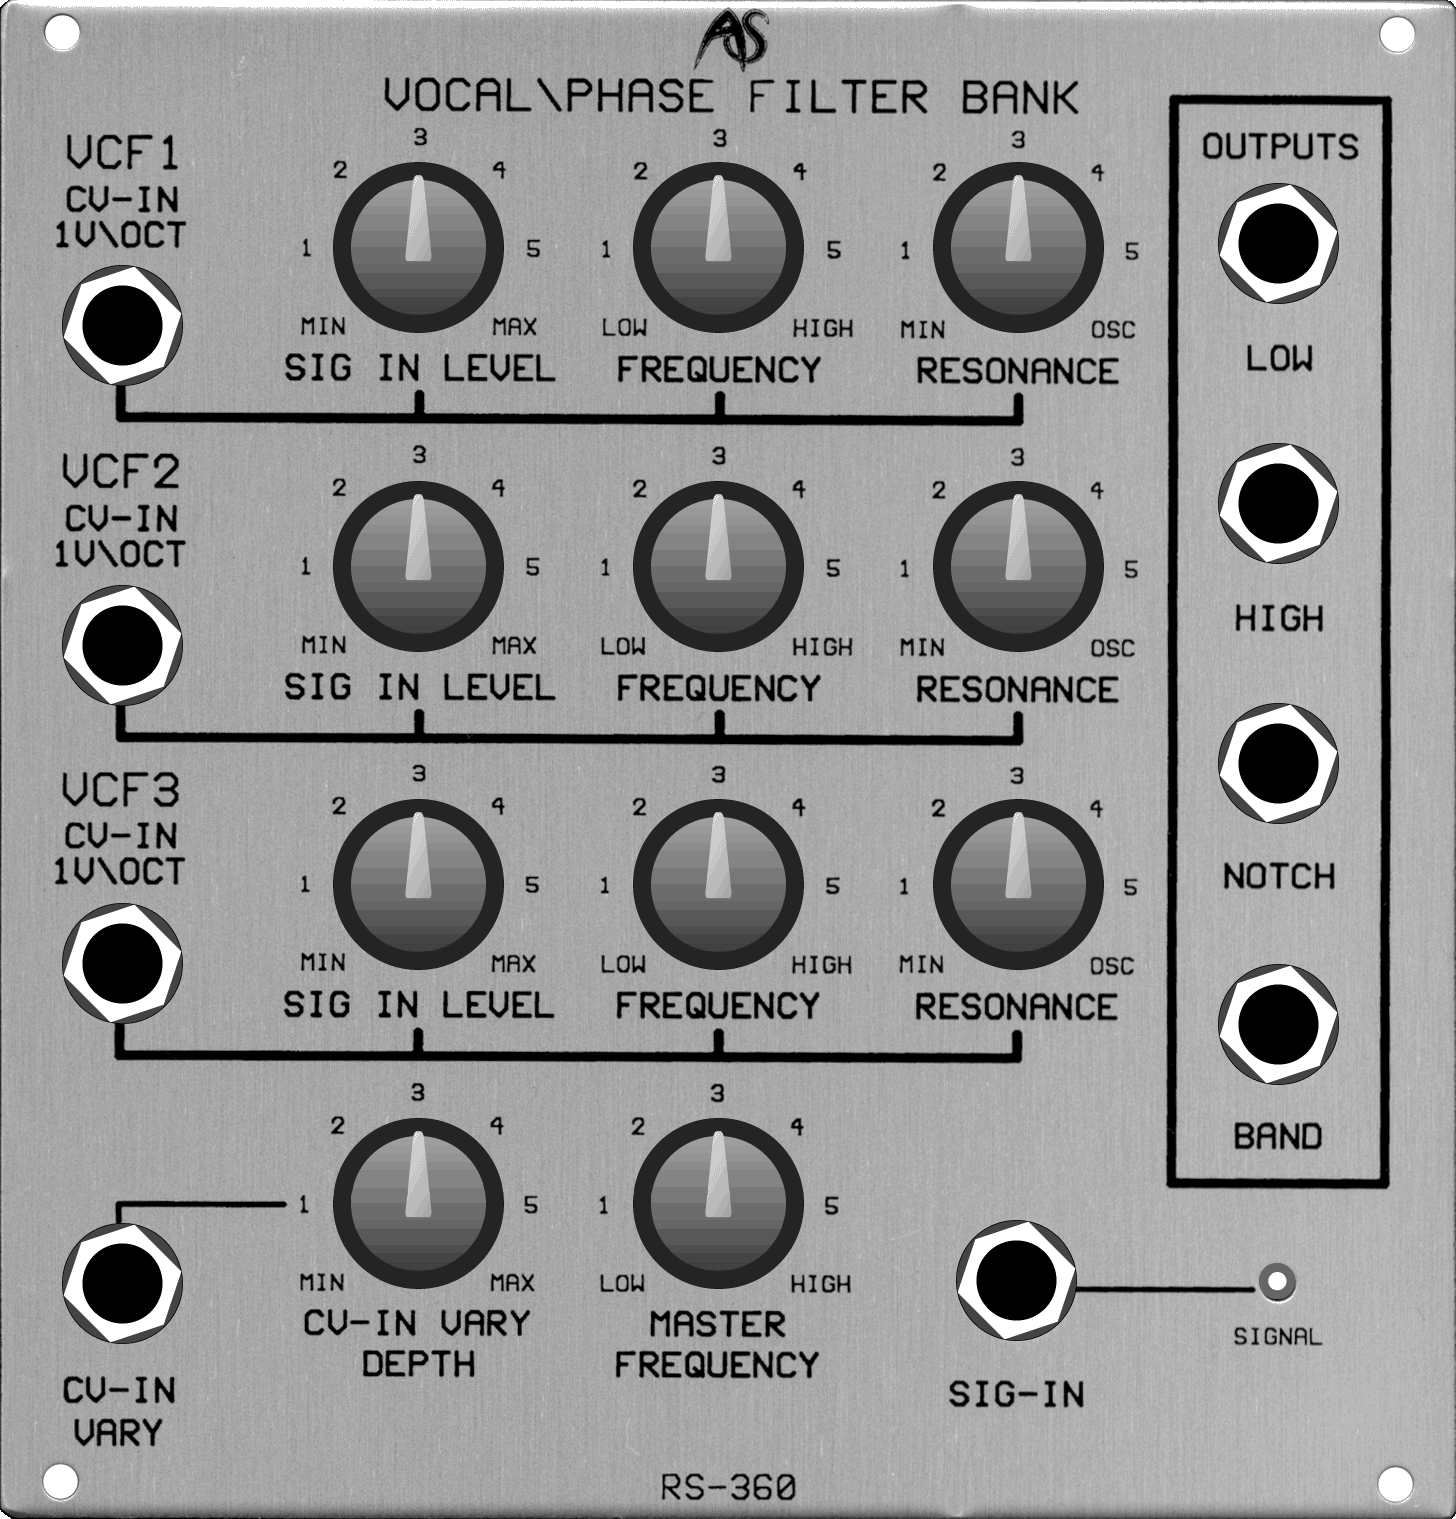 AS
VOCAL\PHASE FILTER BANK
VCF1
CV-IN
1V\OCT
1 2 3 4 5
MIN MAX
SIG IN LEVEL
1 2 3 4 5
LOW HIGH
FREQUENCY
1 2 3 4 5
MIN OSC
RESONANCE
VCF2
CV-IN
1V\OCT
1 2 3 4 5
MIN MAX
SIG IN LEVEL
1 2 3 4 5
LOW HIGH
FREQUENCY
1 2 3 4 5
MIN OSC
RESONANCE
VCF3
CV-IN
1V\OCT
1 2 3 4 5
MIN MAX
SIG IN LEVEL
1 2 3 4 5
LOW HIGH
FREQUENCY
1 2 3 4 5
MIN OSC
RESONANCE
CV-IN
VARY
1 2 3 4 5
MIN MAX
CV-IN VARY
DEPTH
1 2 3 4 5
LOW HIGH
MASTER
FREQUENCY
SIG-IN
SIGNAL
OUTPUTS
LOW
HIGH
NOTCH
BAND
RS-360